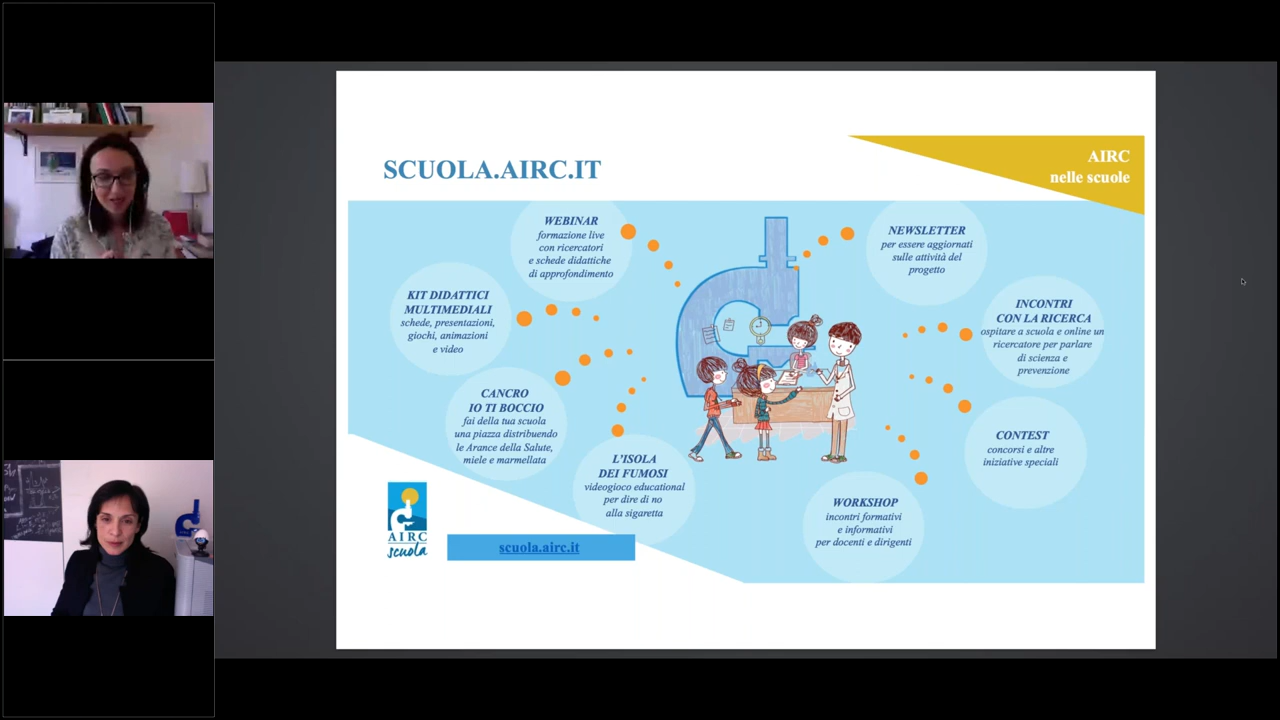 SCUOLA.AIRC.IT
AIRC
nelle scuole
WEBINAR
formazione live
con ricercatori
e schede didattiche
di approfondimento
NEWSLETTER
per essere aggiornati
sulle attività del
progetto
KIT DIDATTICI
MULTIMEDIALI
schede, presentazioni,
giochi, animazioni
e video
INCONTRI
CON LA RICERCA
ospitare a scuola e online un
ricercatore per parlare
di scienza e
prevenzione
CANCRO
IO TI BOCCIO
fai della tua scuola
una piazza distribuendo
le Arance della Salute,
miele e marmellata
CONTEST
concorsi e altre
iniziative speciali
L'ISOLA
DEI FUMOSI
videogioco educational
per dire di no
alla sigaretta
WORKSHOP
incontri formativi
e informativi
per docenti e dirigenti
AIRC
scuola
scuola.airc.it